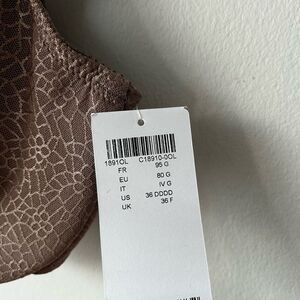 1891OL C18910-0OL
FR 95 G
EU 80 G
IT IV G
US 36 DDDD
UK 36 F